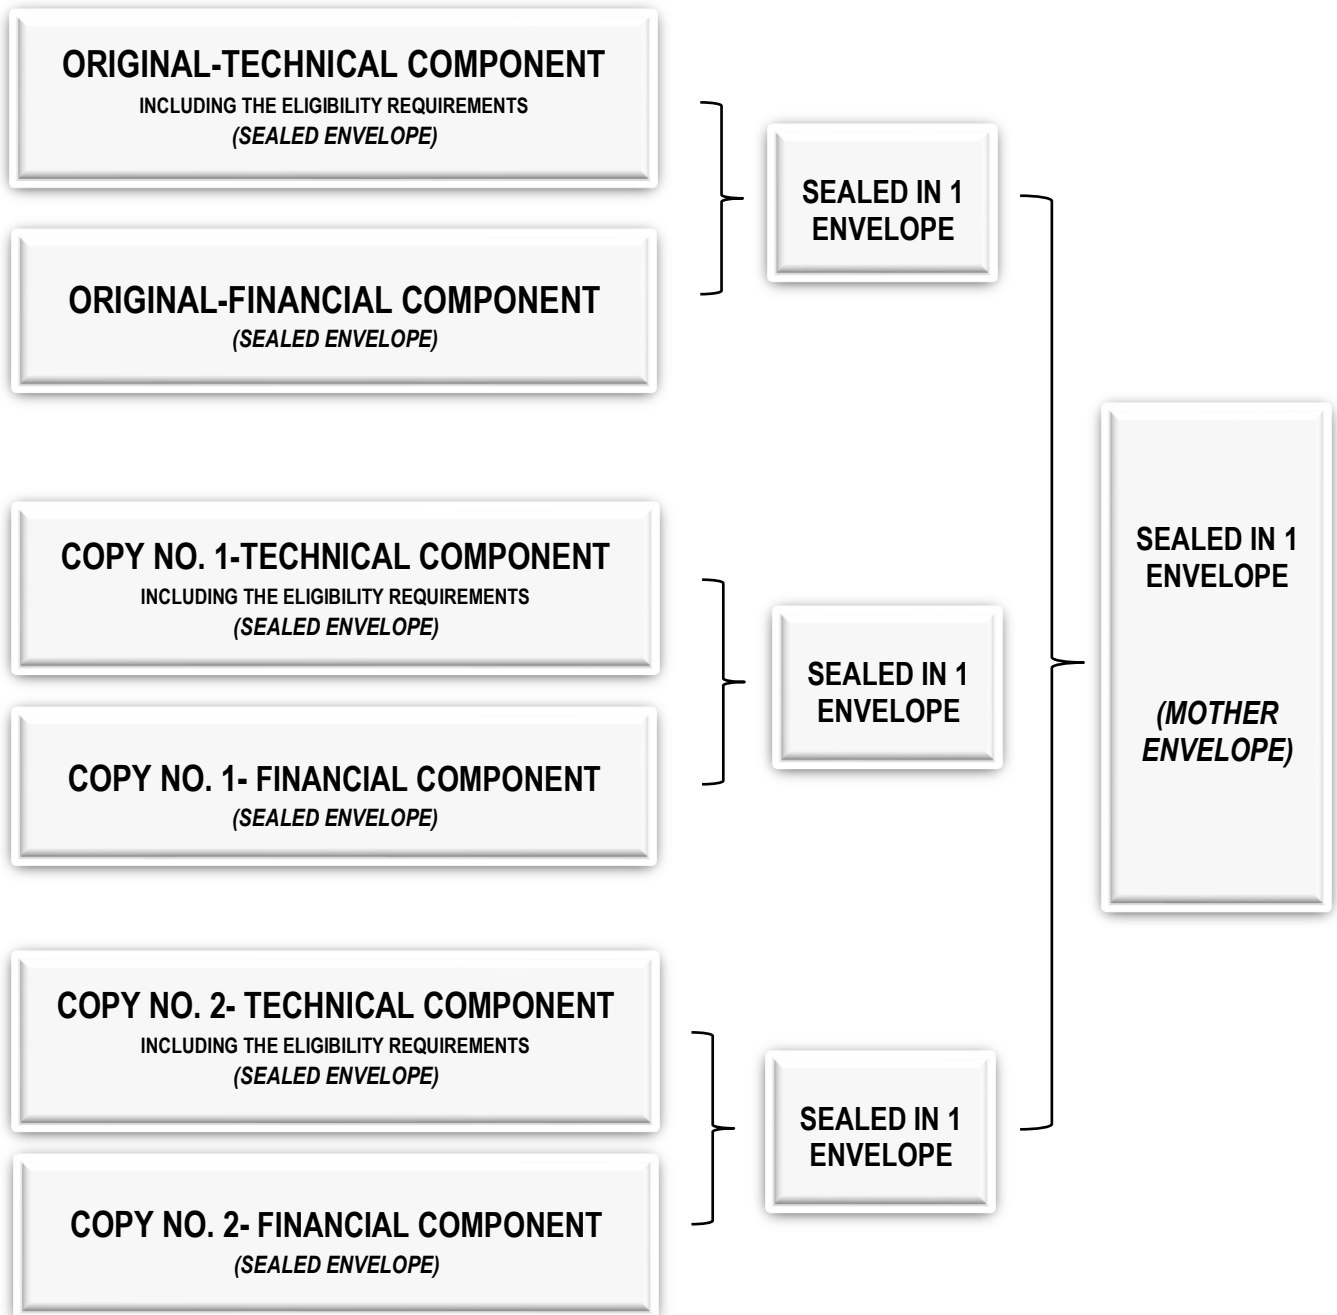 ORIGINAL-TECHNICAL COMPONENT
INCLUDING THE ELIGIBILITY REQUIREMENTS
(SEALED ENVELOPE)
ORIGINAL-FINANCIAL COMPONENT
(SEALED ENVELOPE)
SEALED IN 1
ENVELOPE
COPY NO. 1-TECHNICAL COMPONENT
INCLUDING THE ELIGIBILITY REQUIREMENTS
(SEALED ENVELOPE)
COPY NO. 1- FINANCIAL COMPONENT
(SEALED ENVELOPE)
SEALED IN 1
ENVELOPE
COPY NO. 2- TECHNICAL COMPONENT
INCLUDING THE ELIGIBILITY REQUIREMENTS
(SEALED ENVELOPE)
COPY NO. 2- FINANCIAL COMPONENT
(SEALED ENVELOPE)
SEALED IN 1
ENVELOPE
SEALED IN 1
ENVELOPE
(MOTHER
ENVELOPE)